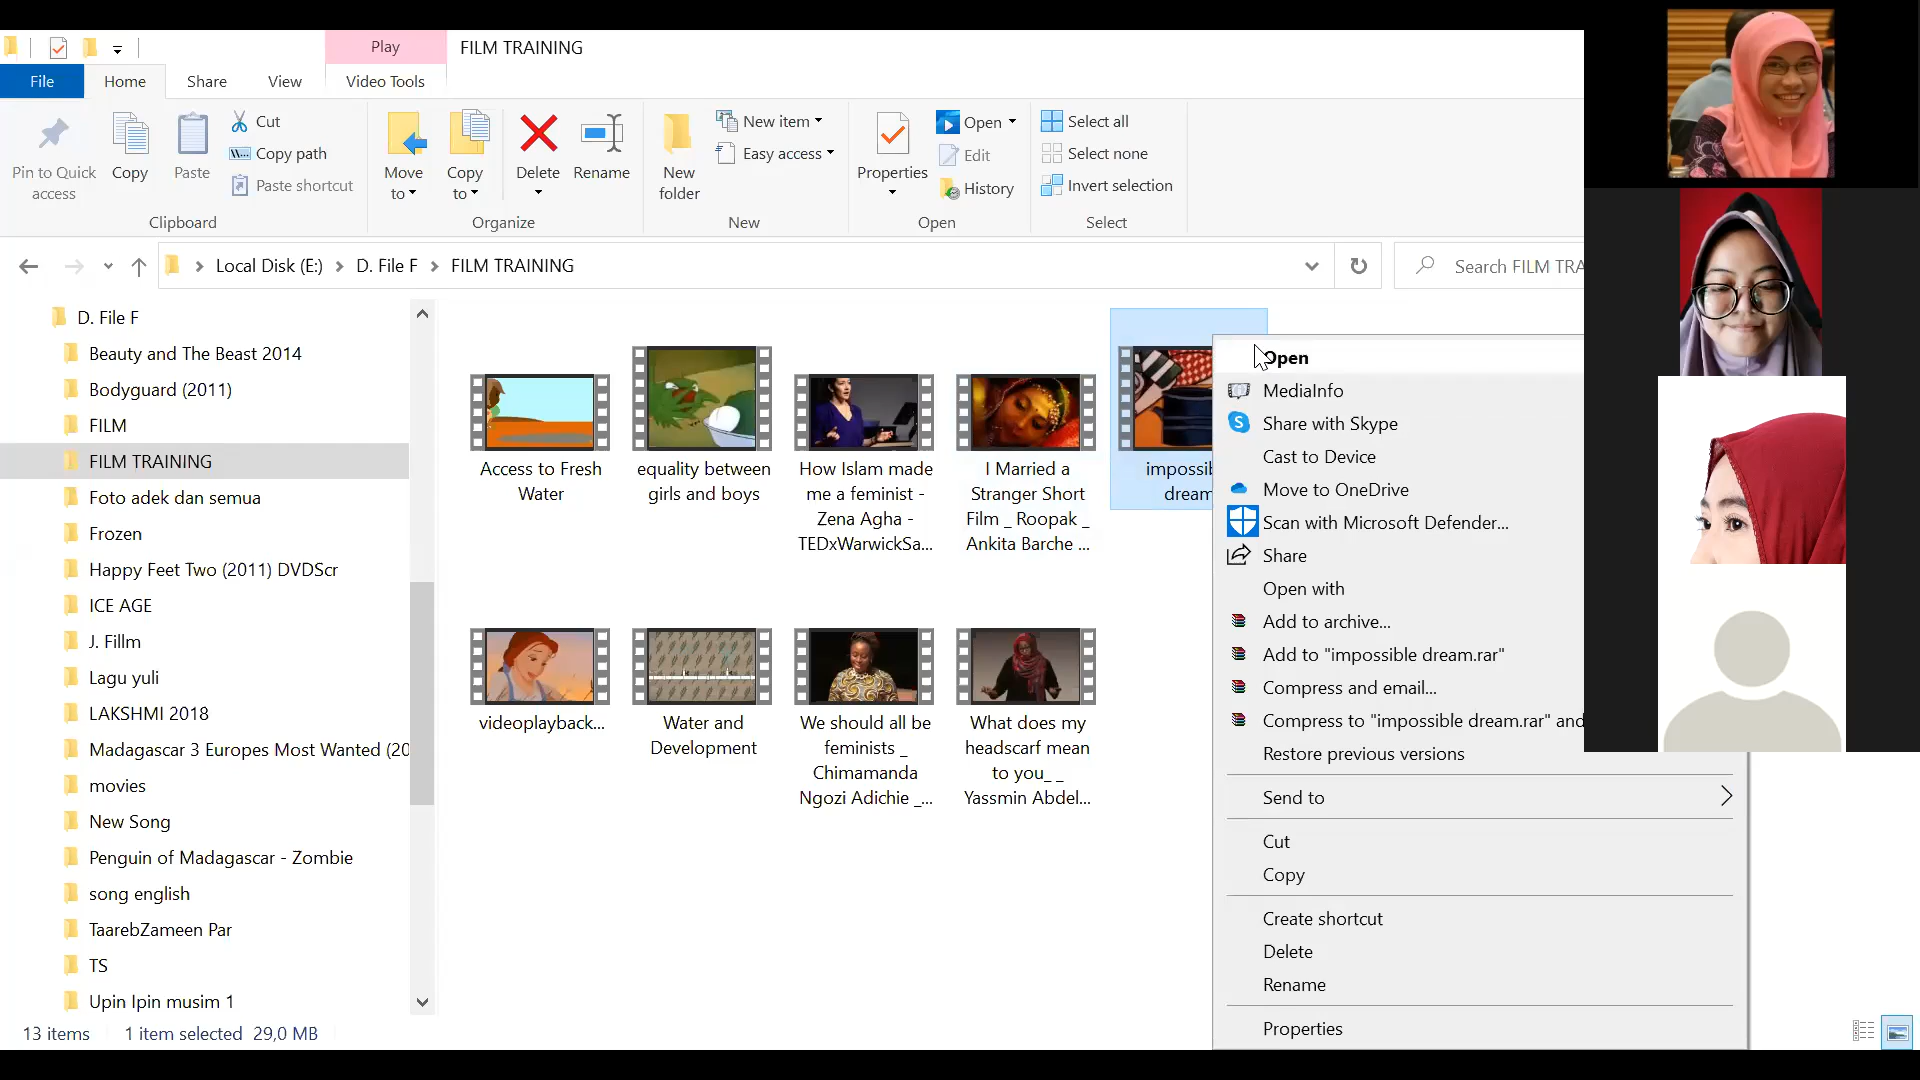 Play
FILM TRAINING
File
Home
Share
View
Video Tools
Pin to Quick access
Copy
Paste
Cut
Copy path
Paste shortcut
Clipboard
Move to
Copy to
Delete
Rename
Organize
New folder
New item
Easy access
New
Properties
Open
Edit
History
Open
Select all
Select none
Invert selection
Select
Local Disk (E:)
D. File F
FILM TRAINING
Search FILM TRA
D. File F
Beauty and The Beast 2014
Bodyguard (2011)
FILM
FILM TRAINING
Foto adek dan semua
Frozen
Happy Feet Two (2011) DVDScr
ICE AGE
J. Fillm
Lagu yuli
LAKSHMI 2018
Madagascar 3 Europes Most Wanted (20
movies
New Song
Penguin of Madagascar - Zombie
song english
TaarebZameen Par
TS
Upin Ipin musim 1
Access to Fresh
Water
equality between
girls and boys
How Islam made
me a feminist -
Zena Agha -
TEDxWarwickSa...
I Married a
Stranger Short
Film _ Roopak _
Ankita Barche ...
impossib
dream
videoplayback...
Water and
Development
We should all be
feminists _
Chimamanda
Ngozi Adichie _...
What does my
headscarf mean
to you_ _
Yassmin Abdel...
Open
MediaInfo
Share with Skype
Cast to Device
Move to OneDrive
Scan with Microsoft Defender...
Share
Open with
Add to archive...
Add to "impossible dream.rar"
Compress and email...
Compress to "impossible dream.rar" and
Restore previous versions
Send to
Cut
Copy
Create shortcut
Delete
Rename
Properties
13 items
1 item selected 29,0 MB